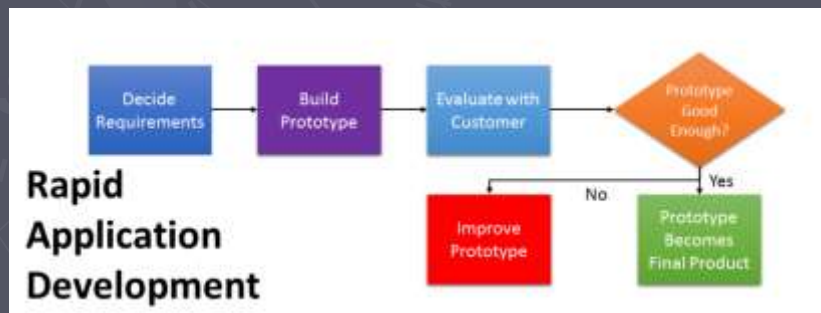 Decide
Requirements
Build
Prototype
Evaluate with
Customer
Prototype
Good
Enough?
Rapid
Application
Development
No
Yes
Improve
Prototype
Prototype
Becomes
Final Product